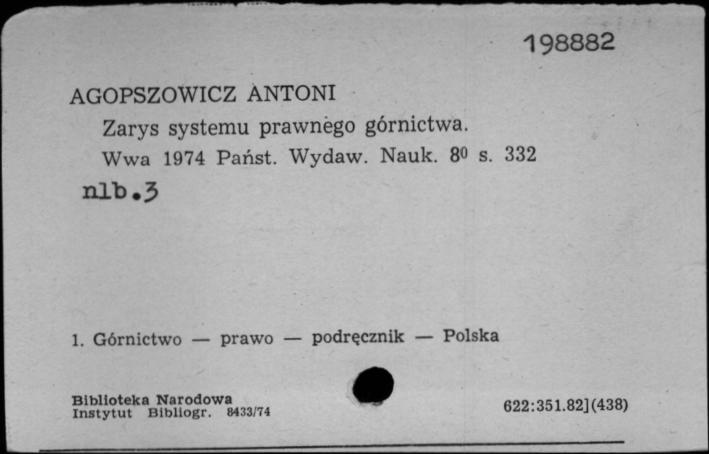 198882
AGOPSZOWICZ ANTONI
Zarys systemu prawnego górnictwa.
Wwa 1974 Państ. Wydaw. Nauk. 8⁰ s. 332
nlb.3
1. Górnictwo — prawo — podręcznik — Polska
Biblioteka Narodowa
Instytut Bibliogr. 8433/74
622:351.82](438)